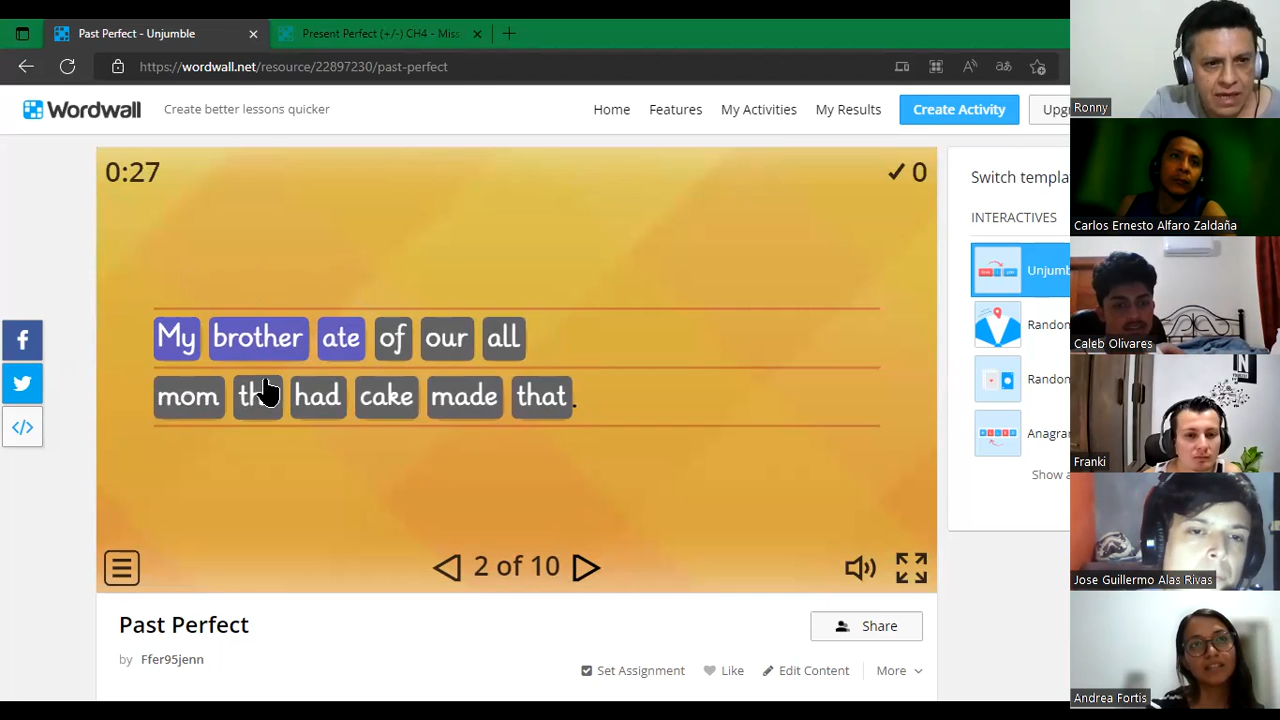 Past Perfect - Unjumble
Present Perfect (+/-) CH4 - Miss
https://wordwall.net/resource/22897230/past-perfect
Wordwall
Create better lessons quicker
Home Features My Activities My Results Create Activity
0:27
✓ 0
My brother ate of our all
mom had cake made that.
2 of 10
Past Perfect
by Ffer95jenn
Share
Set Assignment Like Edit Content More
INTERACTIVES
Ronny
Carlos Ernesto Alfaro Zaldaña
Caleb Olivares
Franki
Jose Guillermo Alas Rivas
Andrea Fortis